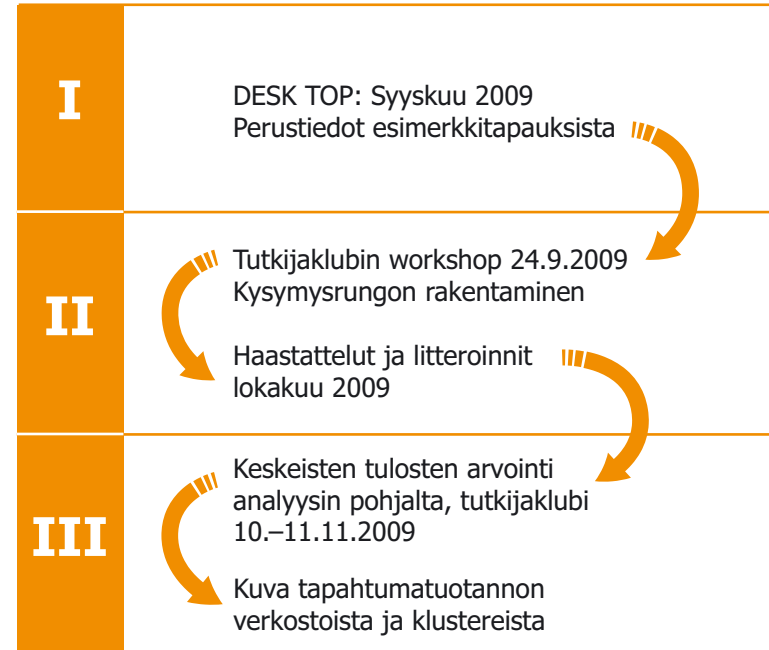 I
DESK TOP: Syyskuu 2009
Perustiedot esimerkkitapauksista
II
Tutkijaklubin workshop 24.9.2009
Kysymysrungon rakentaminen
Haastattelut ja litteroinnit
lokakuu 2009
III
Keskeisten tulosten arvointi
analyysin pohjalta, tutkijaklubi
10.–11.11.2009
Kuva tapahtumatuotannon
verkostoista ja klustereista